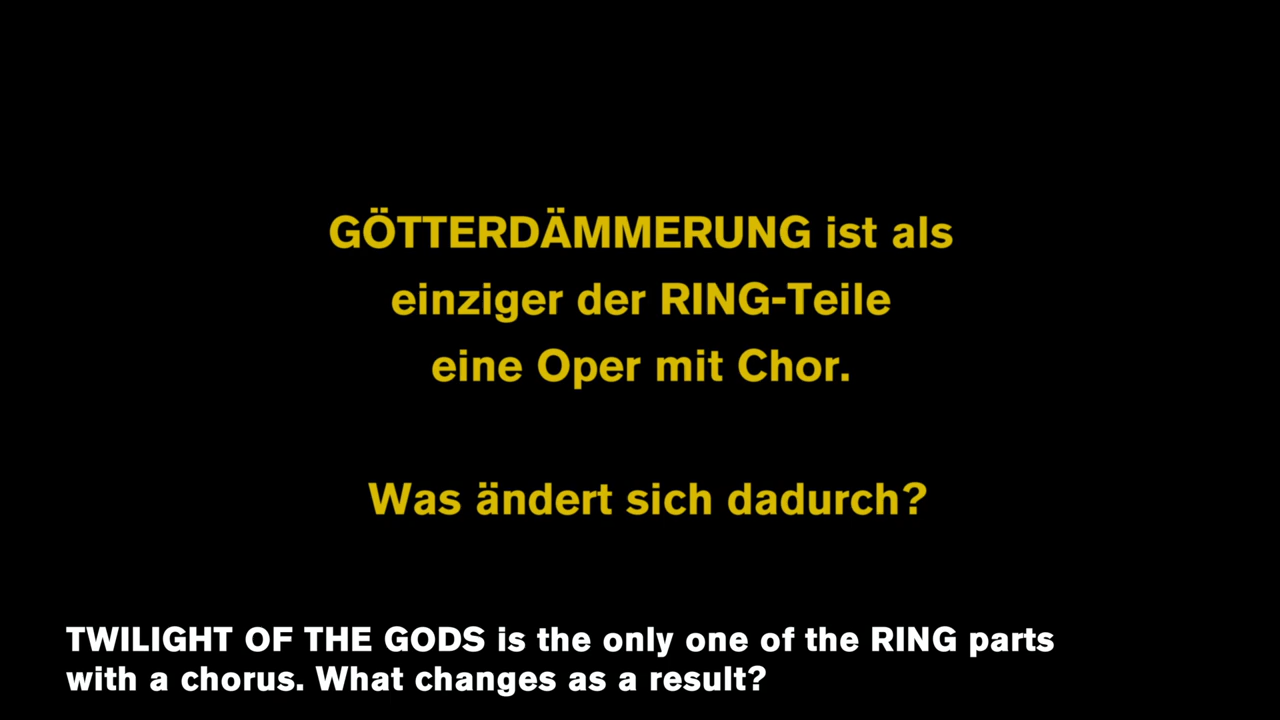 GÖTTERDÄMMERUNG ist als
einziger der RING-Teile
eine Oper mit Chor.
Was ändert sich dadurch?
TWILIGHT OF THE GODS is the only one of the RING parts
with a chorus. What changes as a result?